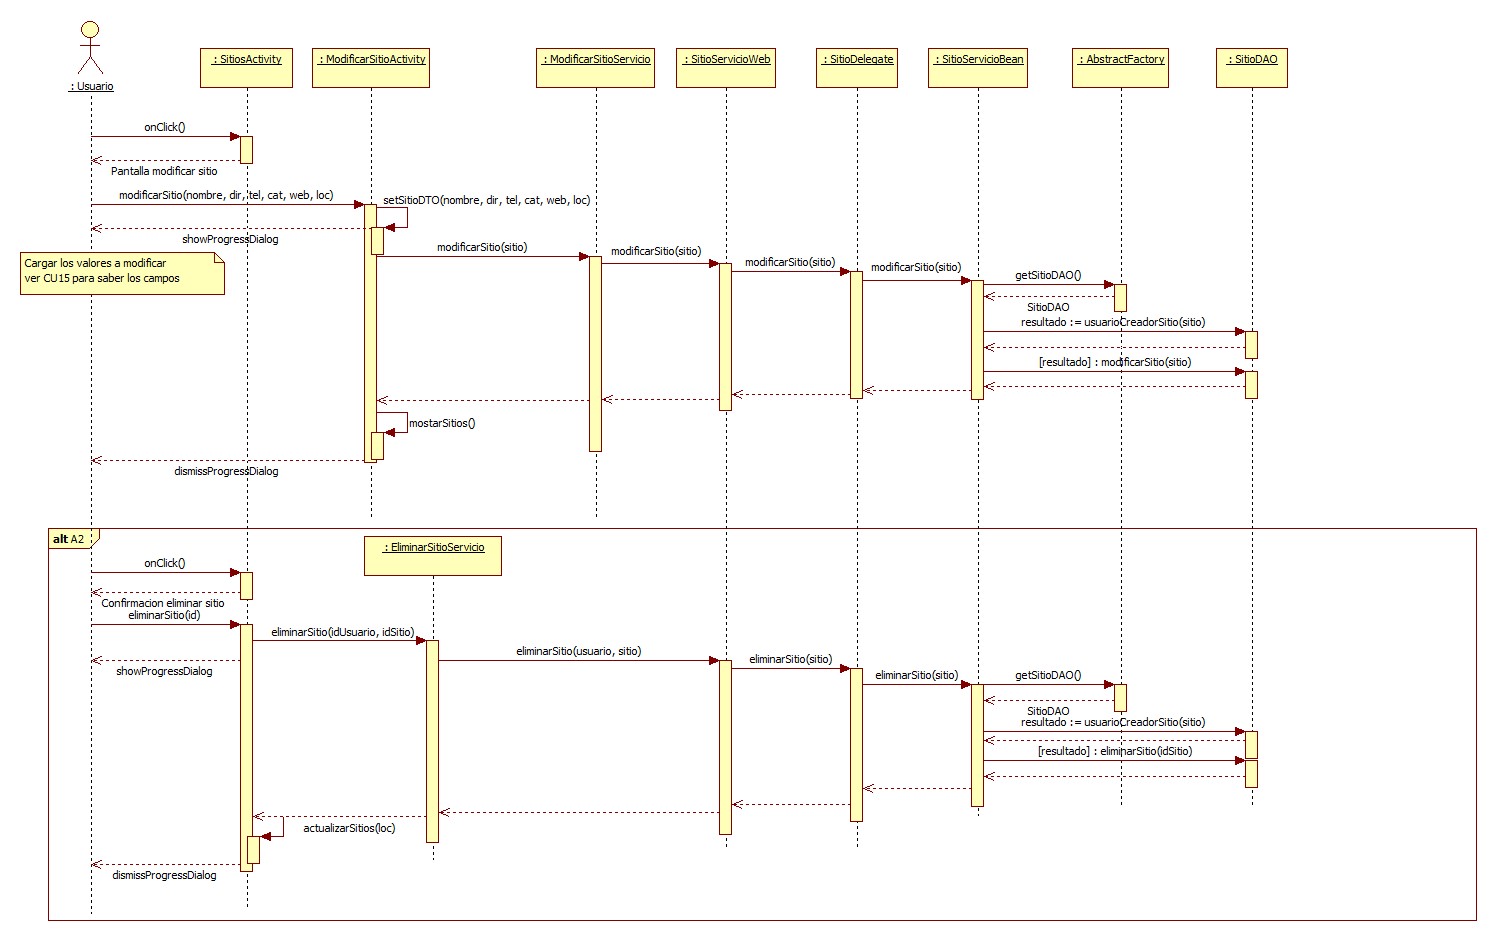 : Usuario
: SitiosActivity
: ModificarSitioActivity
: ModificarSitioServicio
: SitioServicioWeb
: SitioDelegate
: SitioServicioBean
: AbstractFactory
: SitioDAO
onClick()
Pantalla modificar sitio
modificarSitio(nombre, dir, tel, cat, web, loc)
setSitioDTO(nombre, dir, tel, cat, web, loc)
showProgressDialog
Cargar los valores a modificar
ver CU15 para saber los campos
modificarSitio(sitio)
modificarSitio(sitio)
modificarSitio(sitio)
modificarSitio(sitio)
getSitioDAO()
SitioDAO
resultado := usuarioCreadorSitio(sitio)
[resultado] : modificarSitio(sitio)
mostarSitios()
dismissProgressDialog
alt A2
: EliminarSitioServicio
onClick()
Confirmacion eliminar sitio
eliminarSitio(id)
eliminarSitio(idUsuario, idSitio)
showProgressDialog
eliminarSitio(usuario, sitio)
eliminarSitio(sitio)
eliminarSitio(sitio)
getSitioDAO()
SitioDAO
resultado := usuarioCreadorSitio(sitio)
[resultado] : eliminarSitio(idSitio)
actualizarSitios(loc)
dismissProgressDialog